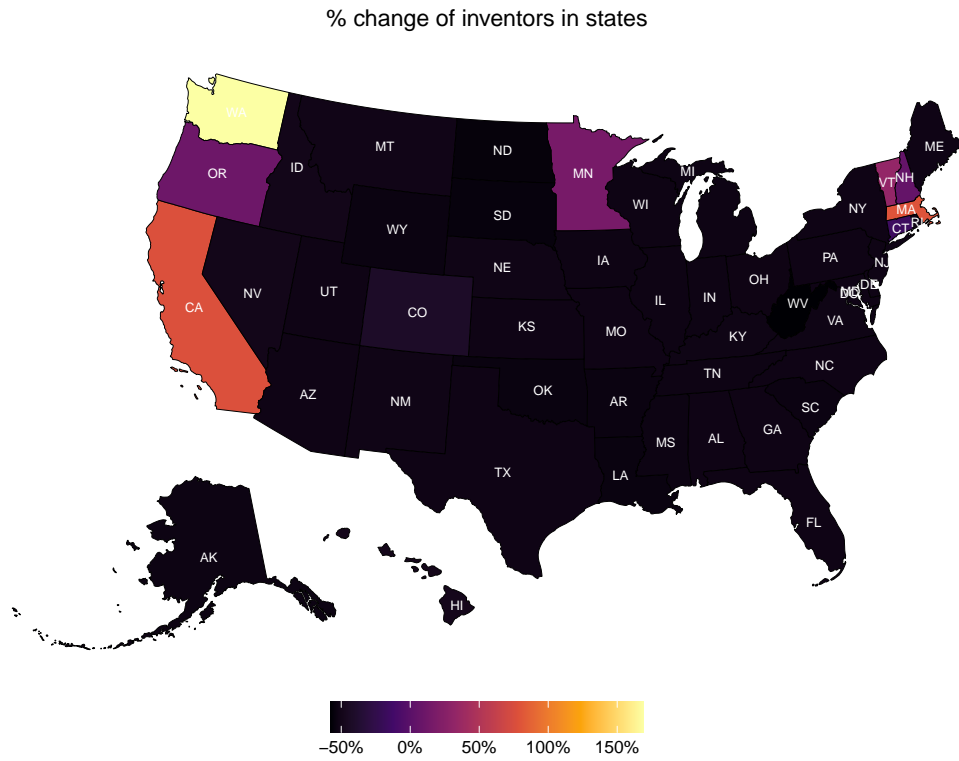 % change of inventors in states
WA
MT
ND
ME
OR
ID
MN
MI
VT
NH
SD
WI
NY
MA
RI
WY
CT
IA
PA
NJ
NE
OH
DE
UT
NV
IL
IN
MD
DC
CA
CO
WV
KS
MO
VA
KY
NC
TN
AZ
NM
OK
AR
SC
GA
MS
AL
TX
LA
FL
AK
HI
−50%
0%
50%
100%
150%